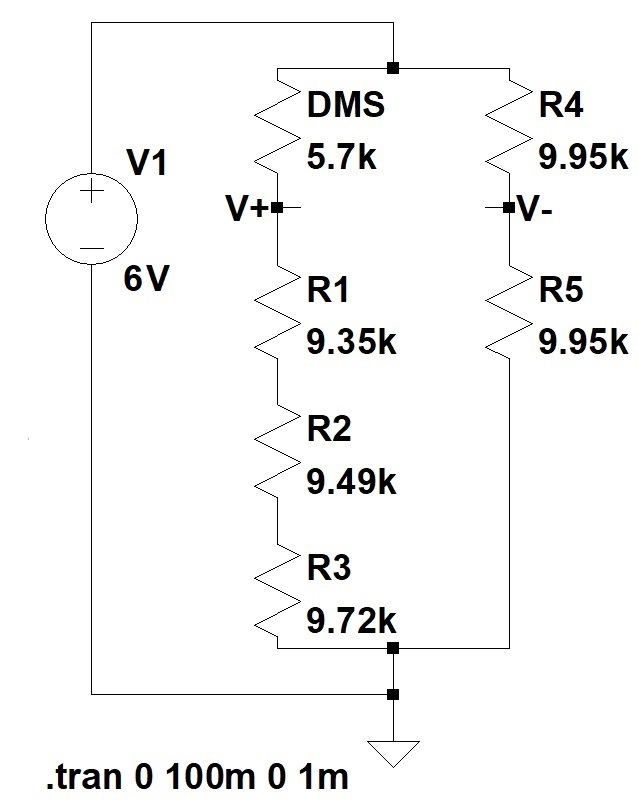 V1
6V
DMS
5.7k
V+
R1
9.35k
R2
9.49k
R3
9.72k
R4
9.95k
V-
R5
9.95k
.tran 0 100m 0 1m